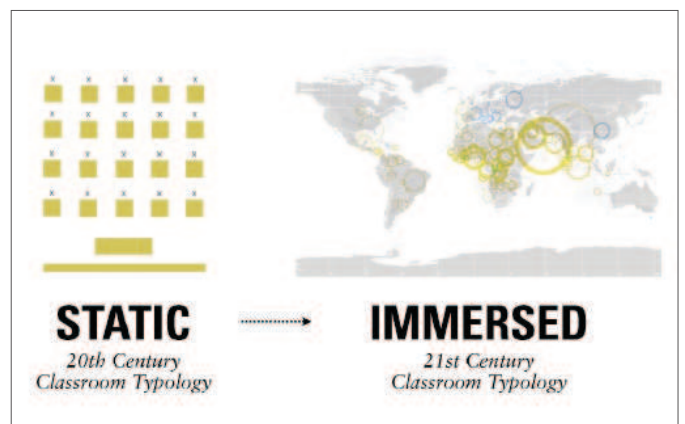 x x x x x
x x x x x
x x x x x
x x x x x
STATIC
20th Century
Classroom Typology
IMMERSED
21st Century
Classroom Typology